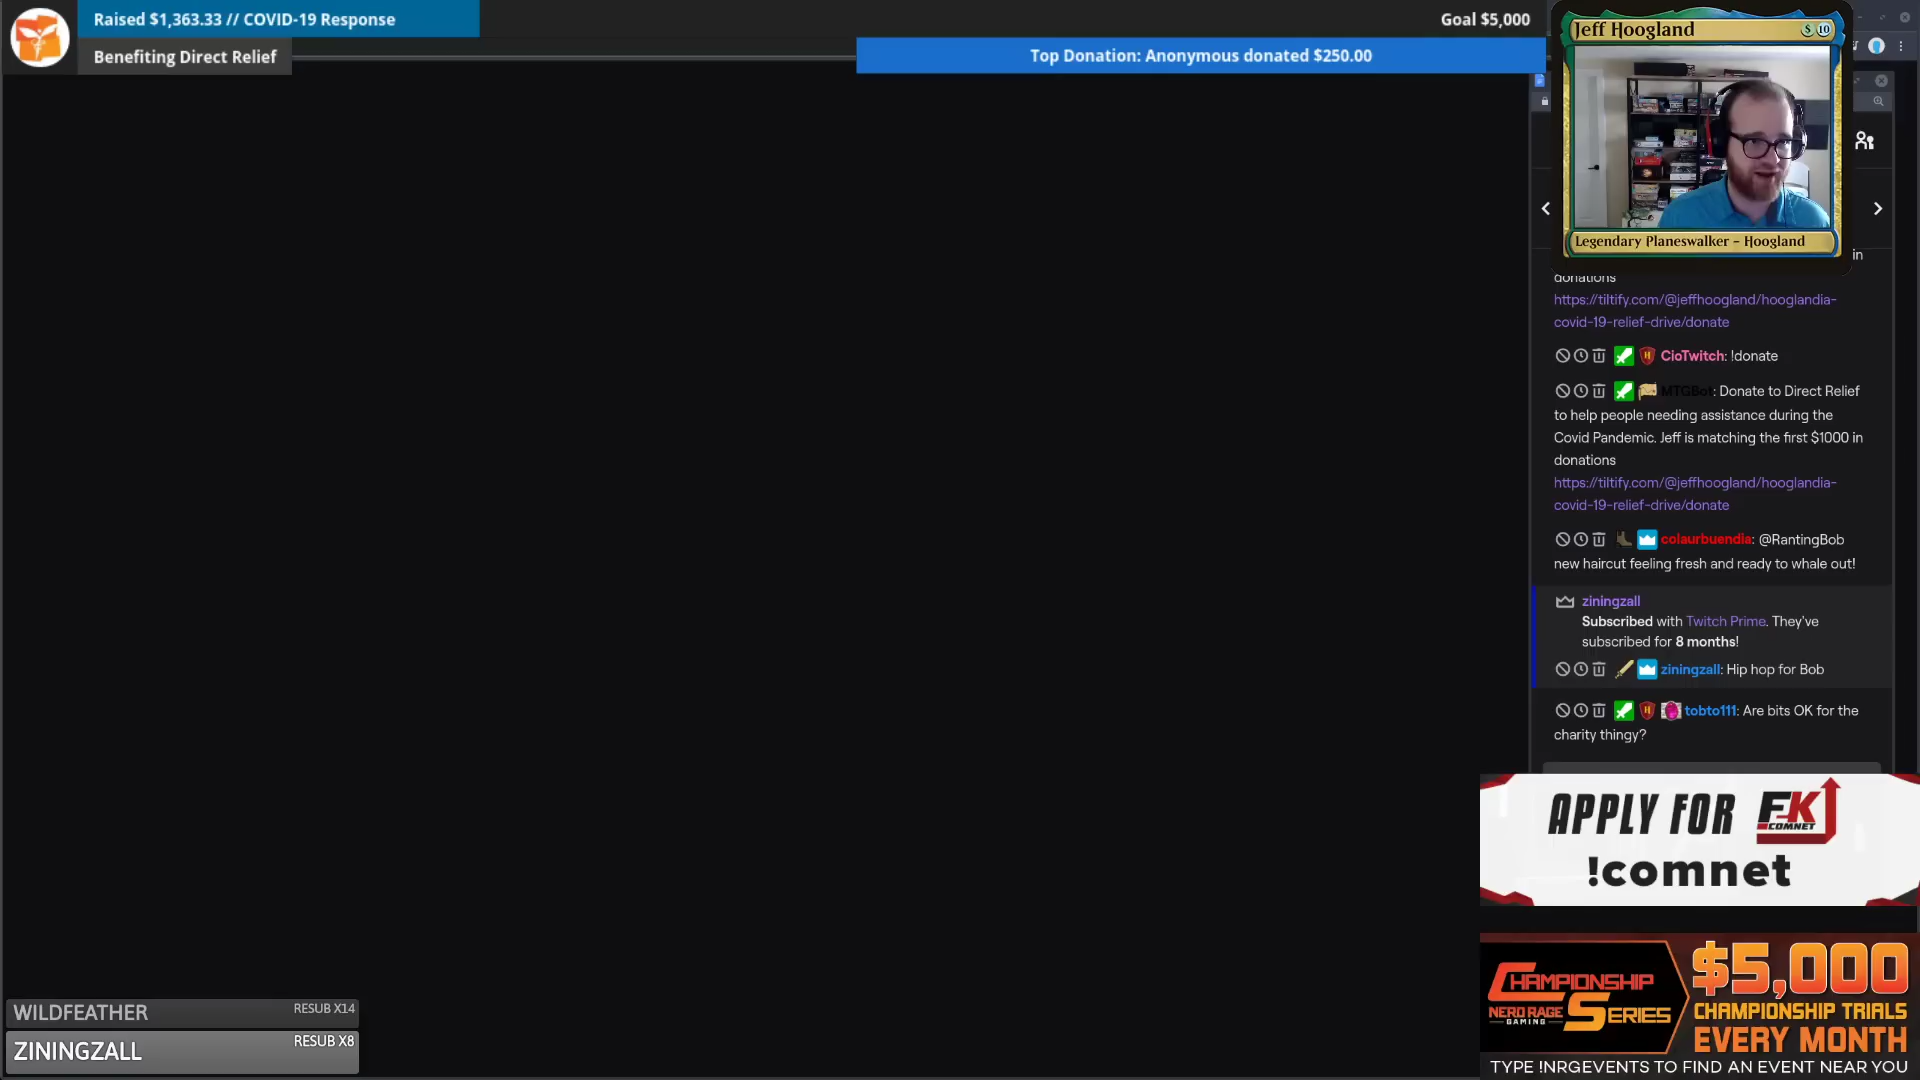 Raised $1,363.33 // COVID-19 Response
Goal $5,000
Benefiting Direct Relief
Top Donation: Anonymous donated $250.00
Jeff Hoogland
$ 10
Legendary Planeswalker - Hoogland
in
donations
https://tiltify.com/@jeffhoogland/hooglandia-
covid-19-relief-drive/donate
CioTwitch: !donate
MTGBot: Donate to Direct Relief
to help people needing assistance during the
Covid Pandemic. Jeff is matching the first $1000 in
donations
https://tiltify.com/@jeffhoogland/hooglandia-
covid-19-relief-drive/donate
colaurbuendia: @RantingBob
new haircut feeling fresh and ready to whale out!
ziningzall
Subscribed with Twitch Prime. They've
subscribed for 8 months!
ziningzall: Hip hop for Bob
tobto111: Are bits OK for the
charity thingy?
APPLY FOR F2K
COMNET
!comnet
CHAMPIONSHIP
NERD RAGE
GAMING
SERIES
$5,000
CHAMPIONSHIP TRIALS
EVERY MONTH
TYPE !NRGEVENTS TO FIND AN EVENT NEAR YOU
WILDFEATHER RESUB X14
ZININGZALL RESUB X8